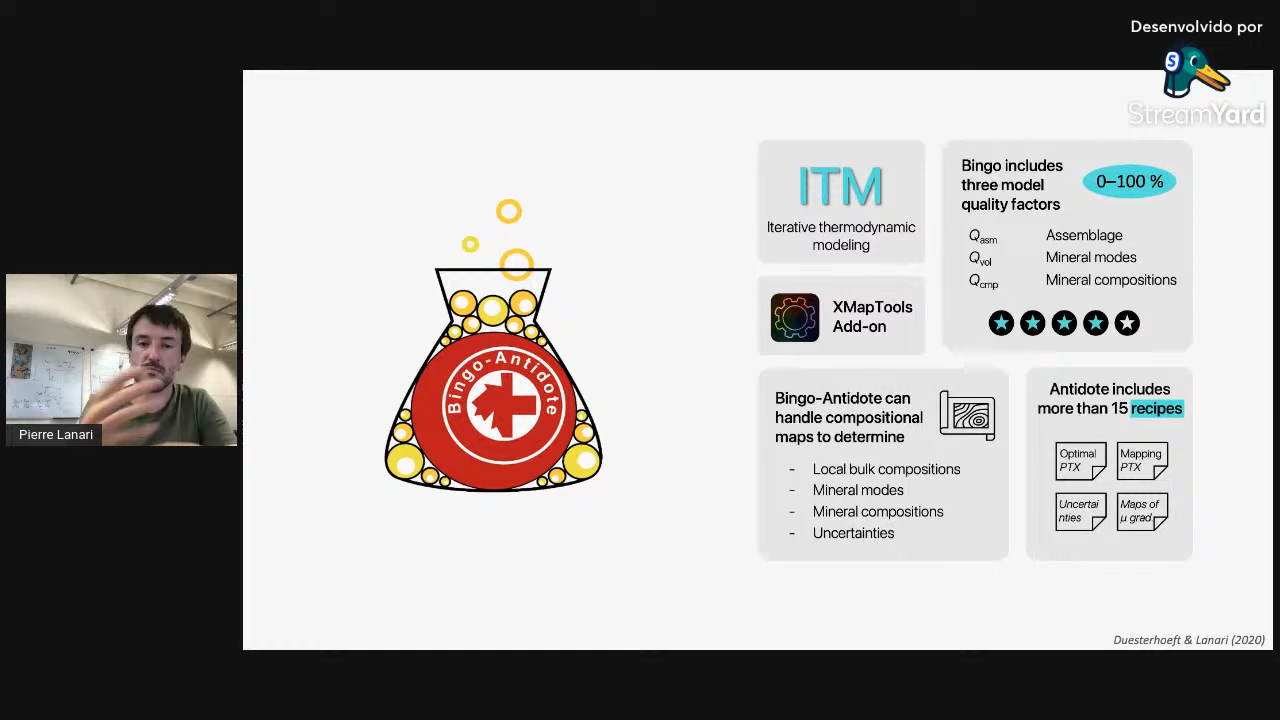 Desenvolvido por
S
StreamYard
ITM
Iterative thermodynamic
modeling
Bingo includes
three model
quality factors
0–100 %
Qasm Assemblage
Qvol Mineral modes
Qcmp Mineral compositions
XMapTools
Add-on
Bingo-Antidote
Bingo-Antidote can
handle compositional
maps to determine
- Local bulk compositions
- Mineral modes
- Mineral compositions
- Uncertainties
Antidote includes
more than 15 recipes
Optimal
PTX
Mapping
PTX
Uncertai
nties
Maps of
μ grad.
Pierre Lanari
Duesterhoeft & Lanari (2020)